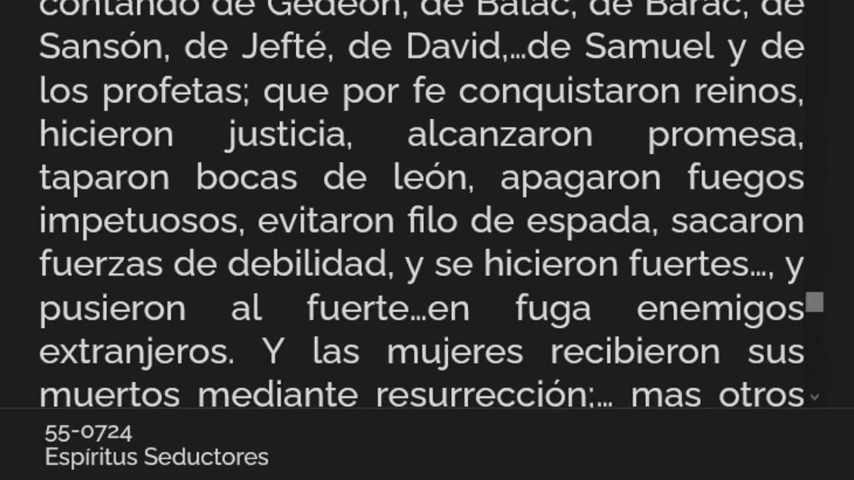 contando de Gedeón, de Balac, de Barac, de
Sansón, de Jefté, de David,...de Samuel y de
los profetas; que por fe conquistaron reinos,
hicieron justicia, alcanzaron promesa,
taparon bocas de león, apagaron fuegos
impetuosos, evitaron filo de espada, sacaron
fuerzas de debilidad, y se hicieron fuertes..., y
pusieron al fuerte...en fuga enemigos
extranjeros. Y las mujeres recibieron sus
muertos mediante resurrección;... mas otros
55-0724
Espíritus Seductores